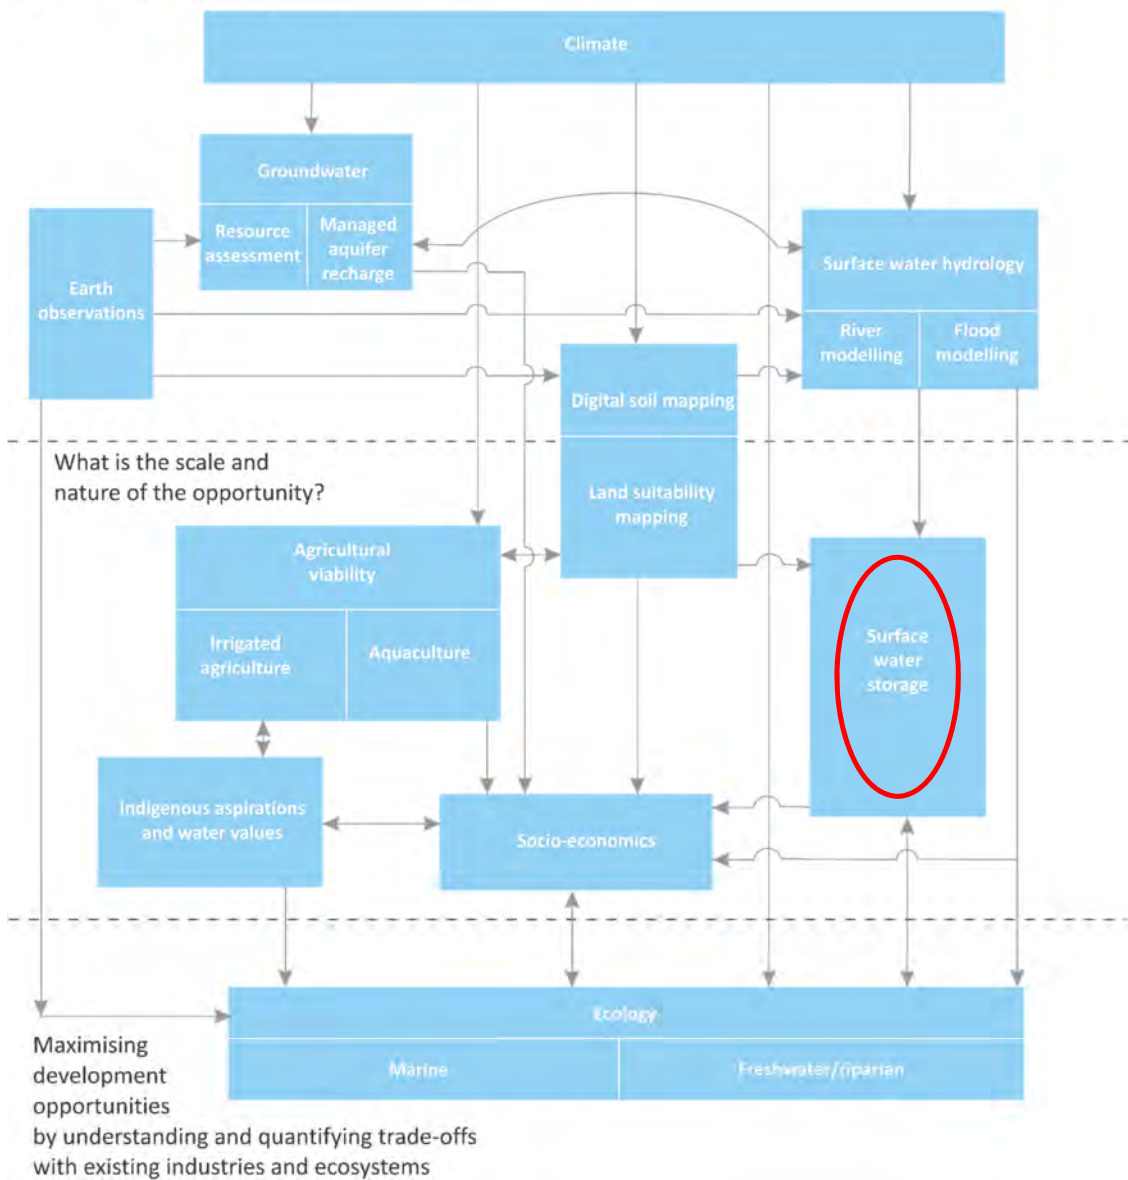 Climate
Groundwater
Resource
assessment
Managed
aquifer
recharge
Earth
observations
Surface water hydrology
River
modelling
Flood
modelling
Digital soil mapping
What is the scale and
nature of the opportunity?
Land suitability
mapping
Agricultural
viability
Irrigated
agriculture
Aquaculture
Surface
water
storage
Indigenous aspirations
and water values
Socio-economics
Ecology
Marine
Freshwater/riparian
Maximising
development
opportunities
by understanding and quantifying trade-offs
with existing industries and ecosystems